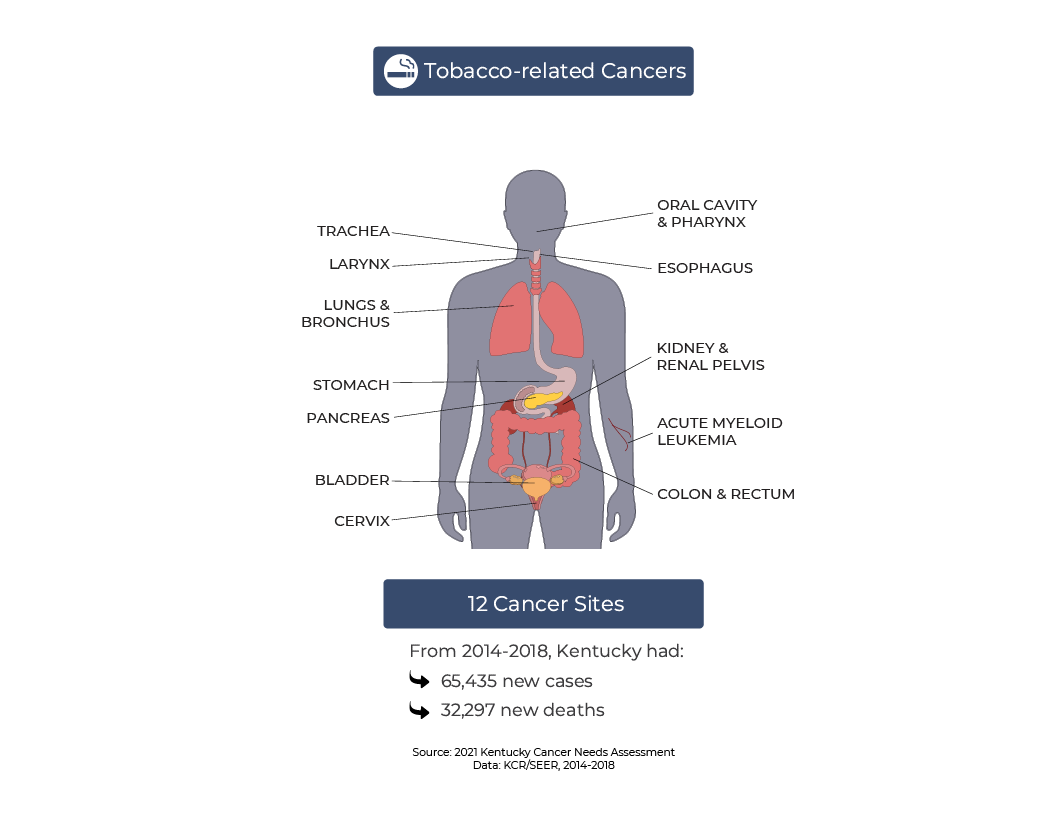 Tobacco-related Cancers
TRACHEA
LARYNX
LUNGS &
BRONCHUS
STOMACH
PANCREAS
BLADDER
CERVIX
ORAL CAVITY
& PHARYNX
ESOPHAGUS
KIDNEY &
RENAL PELVIS
ACUTE MYELOID
LEUKEMIA
COLON & RECTUM
12 Cancer Sites
From 2014-2018, Kentucky had:
65,435 new cases
32,297 new deaths
Source: 2021 Kentucky Cancer Needs Assessment
Data: KCR/SEER, 2014-2018